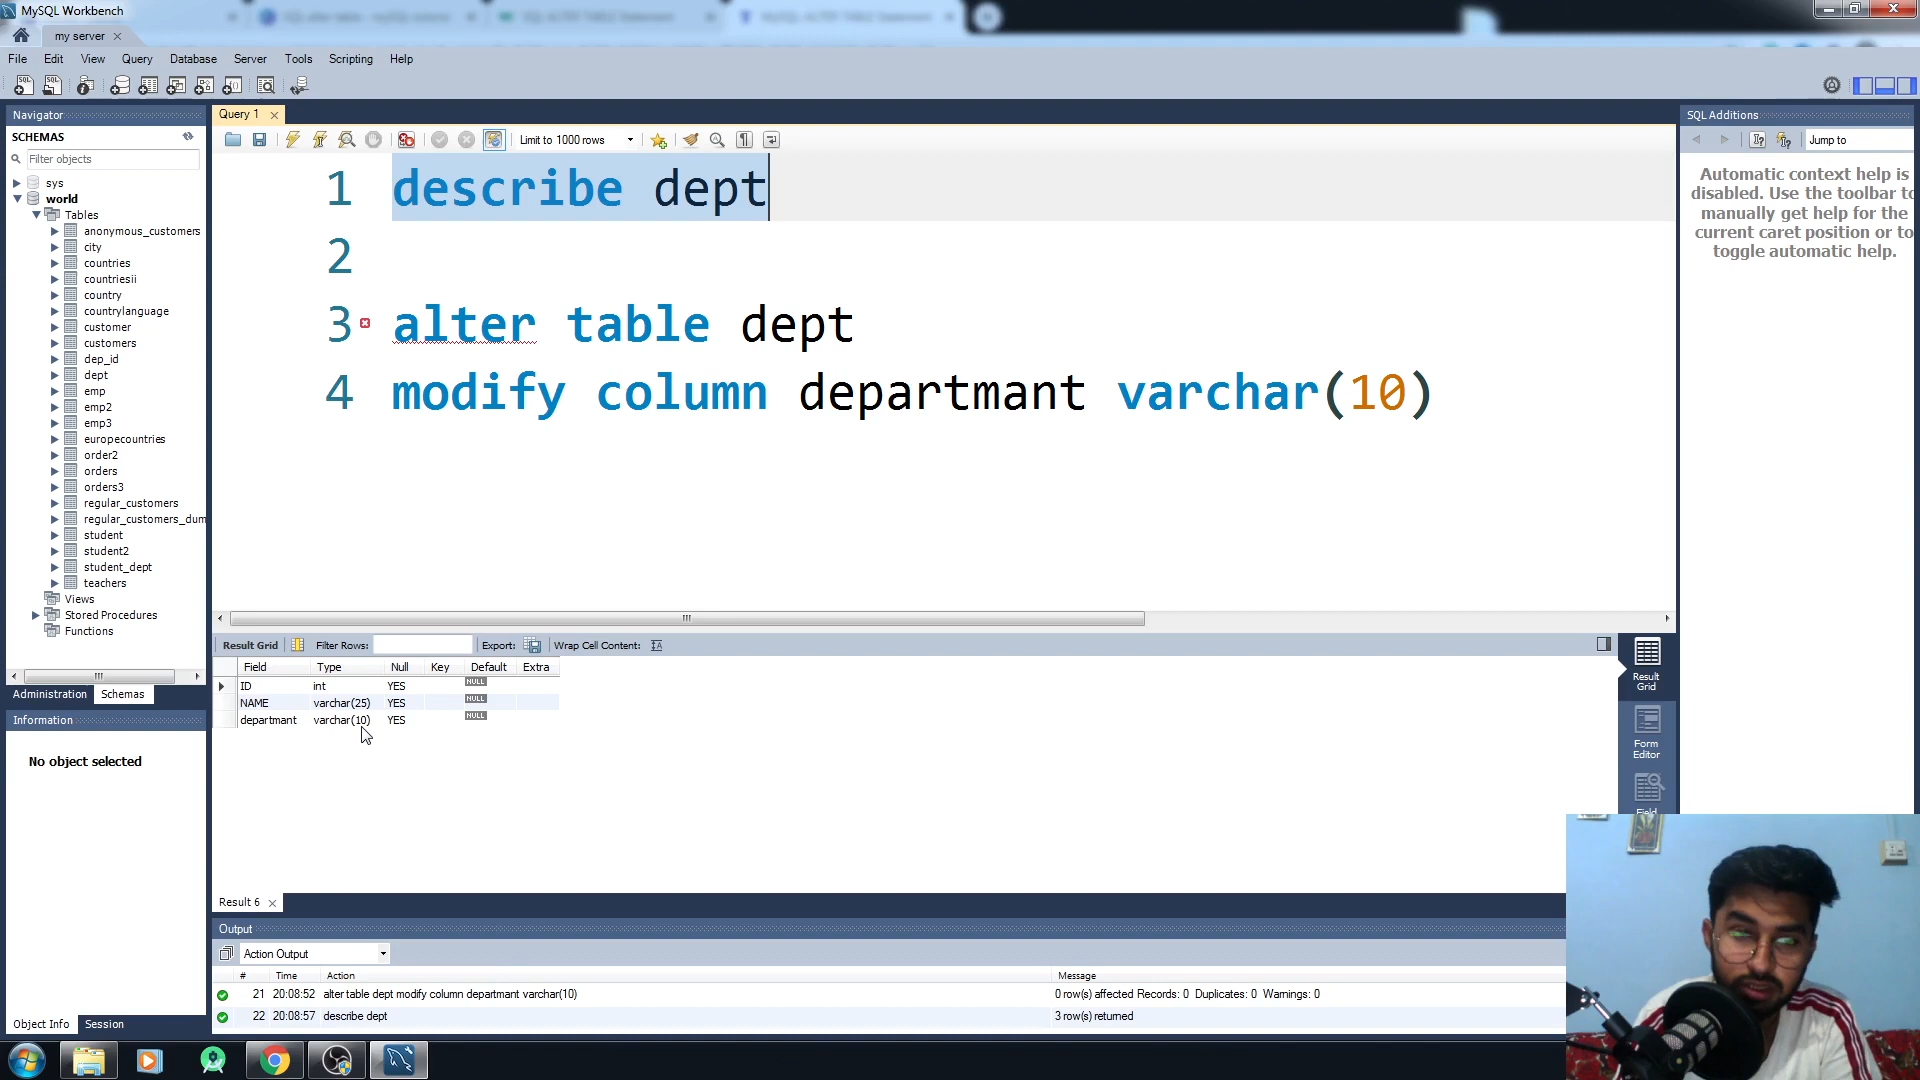 MySQL Workbench
SQL ALTER TABLE Statement
my server
File Edit View Query Database Server Tools Scripting Help
Navigator
SCHEMAS
Filter objects
sys
world
Tables
anonymous_customers
city
countries
countriesii
country
countrylanguage
customer
customers
dep_id
dept
emp
emp2
emp3
europecountries
order2
orders
orders3
regular_customers
regular_customers_dum
student
student2
student_dept
teachers
Views
Stored Procedures
Functions
Administration Schemas
Information
No object selected
Object Info Session
Query 1
Limit to 1000 rows
1 describe dept
2
3 alter table dept
4 modify column departmant varchar(10)
Result Grid Filter Rows: Export: Wrap Cell Content:
Field Type Null Key Default Extra
ID int YES NULL
NAME varchar(25) YES NULL
departmant varchar(10) YES NULL
Result Grid
Form Editor
Field
Result 6
Output
Action Output
# Time Action Message
21 20:08:52 alter table dept modify column departmant varchar(10) 0 row(s) affected Records: 0 Duplicates: 0 Warnings: 0
22 20:08:57 describe dept 3 row(s) returned
SQL Additions
Jump to
Automatic context help is
disabled. Use the toolbar to
manually get help for the
current caret position or to
toggle automatic help.